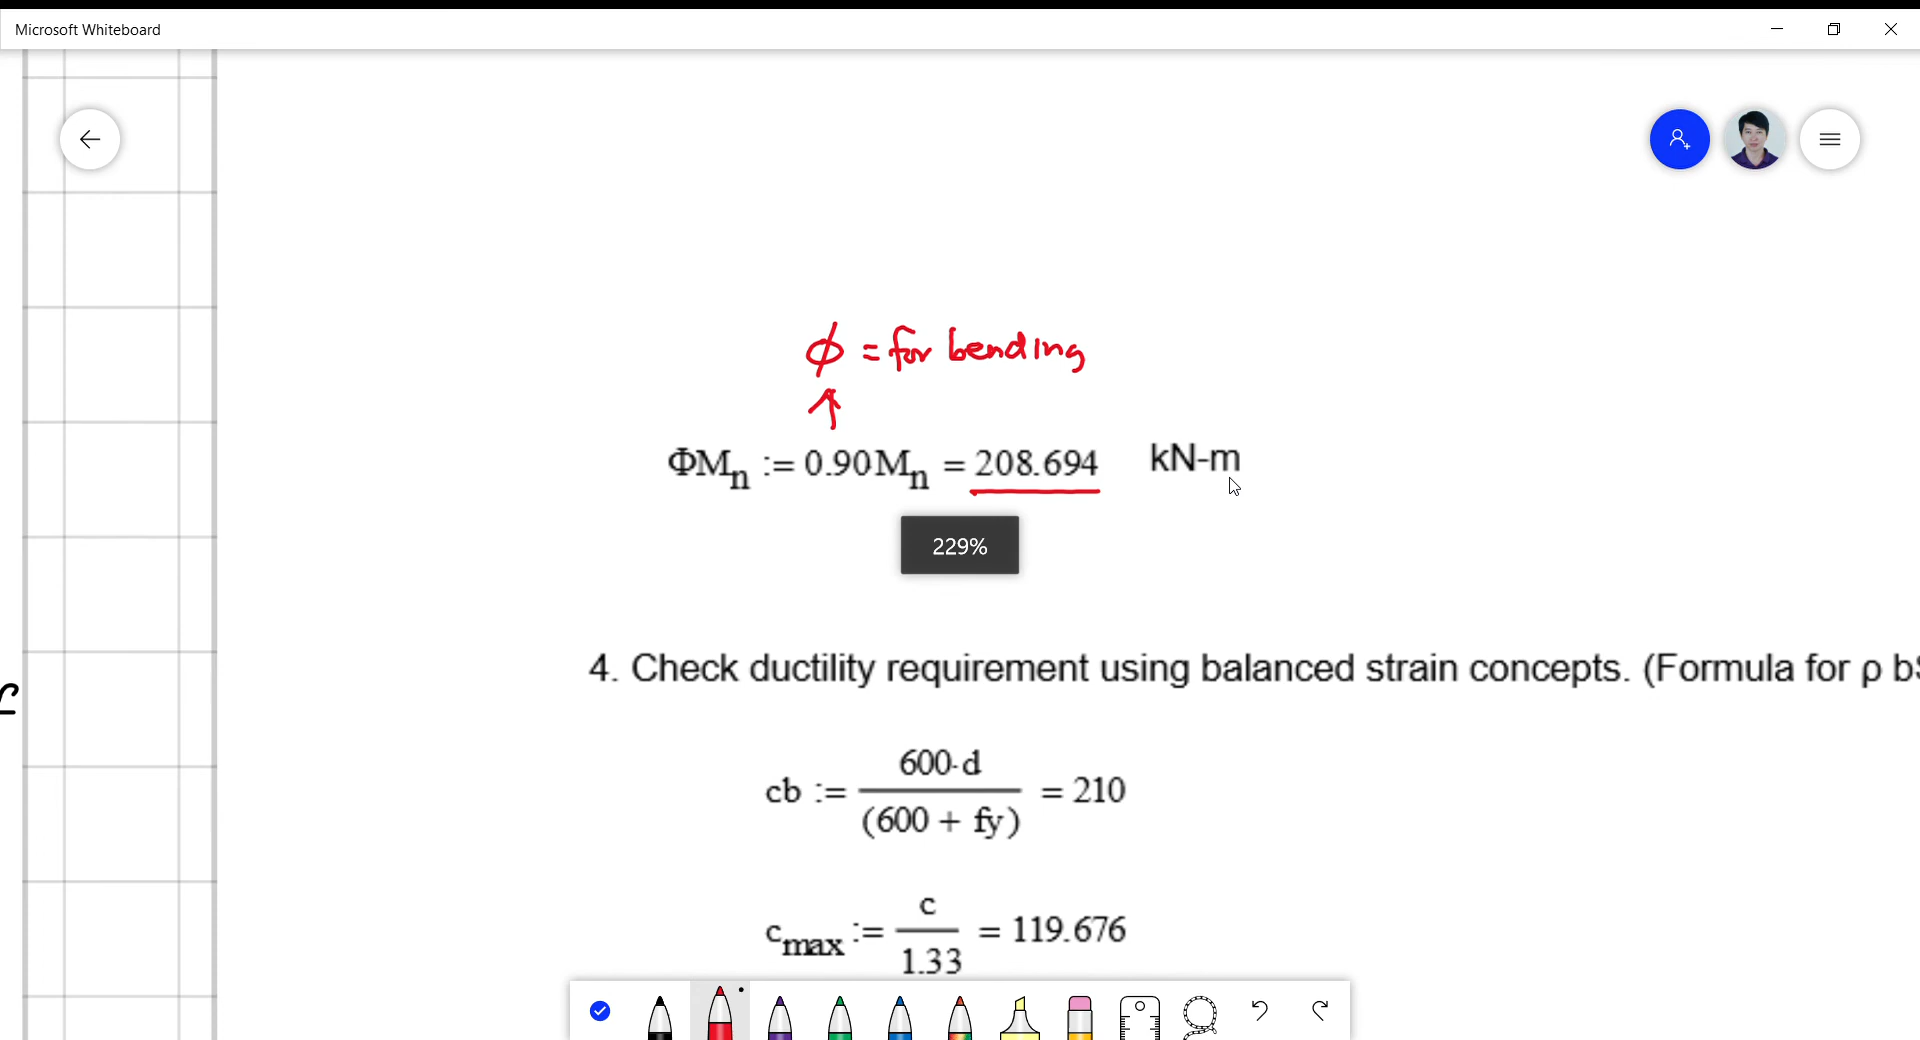 Microsoft Whiteboard
ϕ = for bending
ΦMn := 0.90Mn = 208.694 kN-m
229%
4. Check ductility requirement using balanced strain concepts. (Formula for ρ
cb := 600·d / (600 + fy) = 210
cmax := c / 1.33 = 119.676